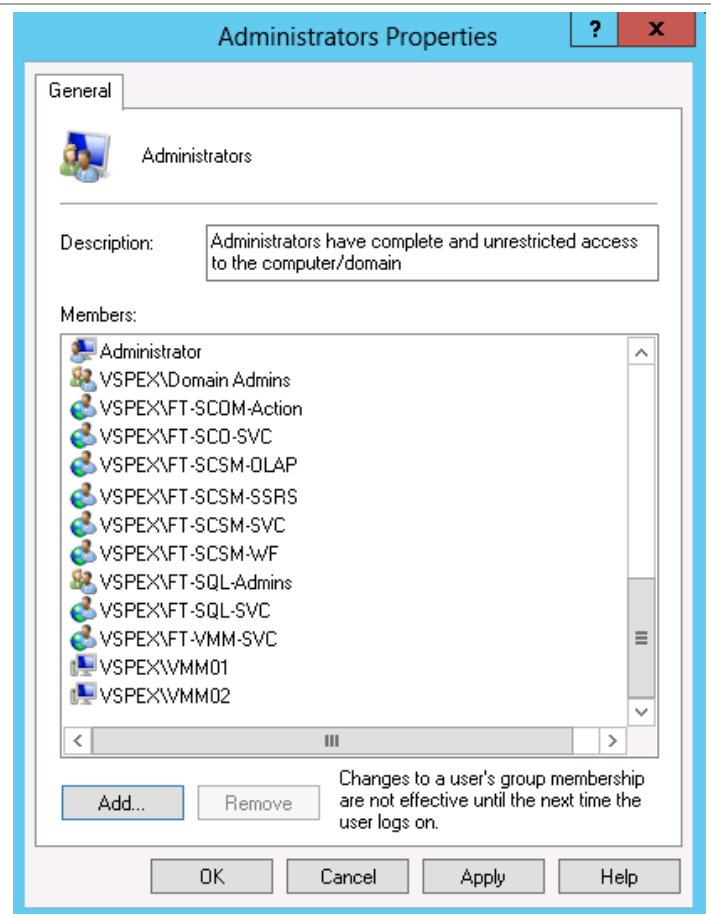 Administrators Properties
?
x
General
Administrators
Description:
Administrators have complete and unrestricted access
to the computer/domain
Members:
Administrator
VSPEX\Domain Admins
VSPEX\FT-SCOM-Action
VSPEX\FT-SCO-SVC
VSPEX\FT-SCSM-OLAP
VSPEX\FT-SCSM-SSRS
VSPEX\FT-SCSM-SVC
VSPEX\FT-SCSM-WF
VSPEX\FT-SQL-Admins
VSPEX\FT-SQL-SVC
VSPEX\FT-VMM-SVC
VSPEX\VMM01
VSPEX\VMM02
Add...
Remove
Changes to a user's group membership
are not effective until the next time the
user logs on.
OK
Cancel
Apply
Help